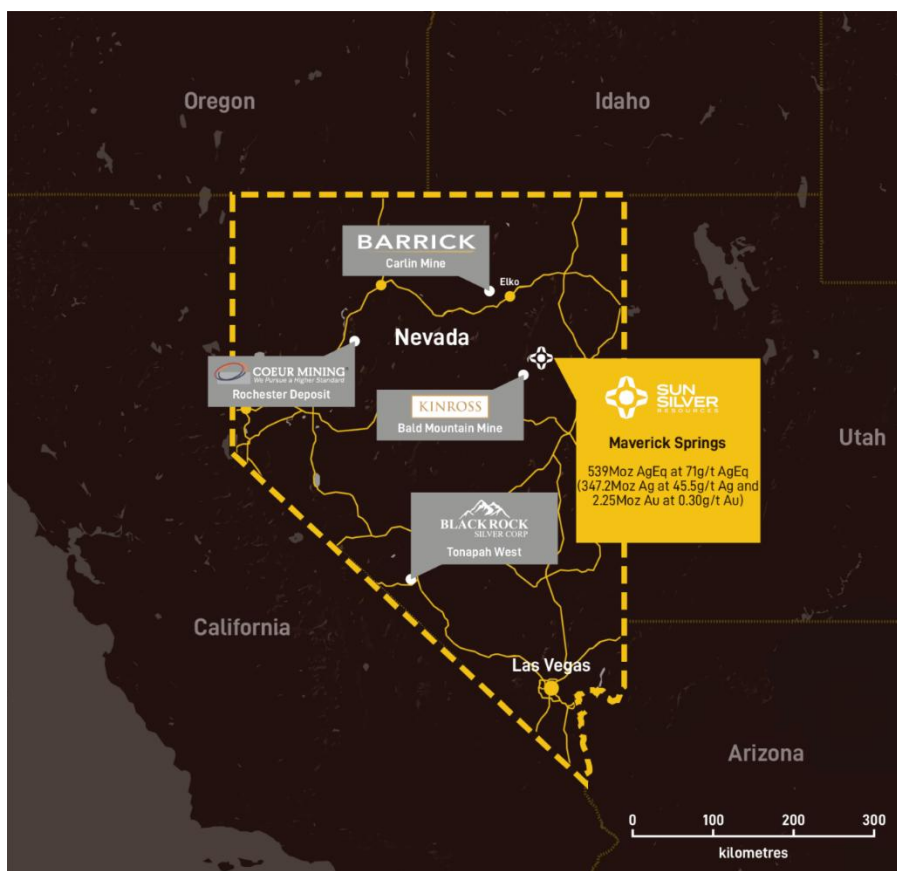 Oregon
Idaho
BARRICK
Carlin Mine
Elko
Nevada
COEUR MINING
We Pursue a Higher Standard
Rochester Deposit
KINROSS
Bald Mountain Mine
SUN
SILVER
RESOURCES
Maverick Springs
539Moz AgEq at 71g/t AgEq
(347.2Moz Ag at 45.5g/t Ag and
2.25Moz Au at 0.30g/t Au)
Utah
BLACKROCK
SILVER CORP
Tonapah West
California
Las Vegas
Arizona
0 100 200 300
kilometres